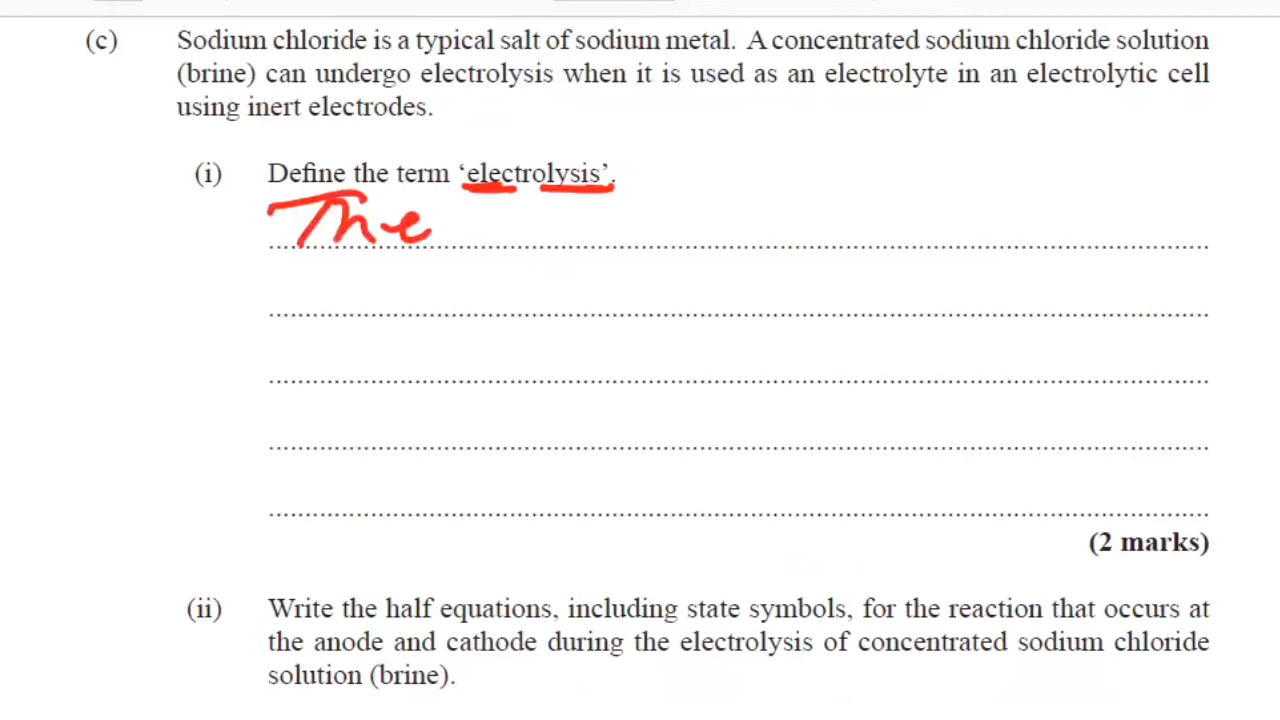 (c) Sodium chloride is a typical salt of sodium metal. A concentrated sodium chloride solution
(brine) can undergo electrolysis when it is used as an electrolyte in an electrolytic cell
using inert electrodes.
(i) Define the term ‘electrolysis’.
The
(2 marks)
(ii) Write the half equations, including state symbols, for the reaction that occurs at
the anode and cathode during the electrolysis of concentrated sodium chloride
solution (brine).